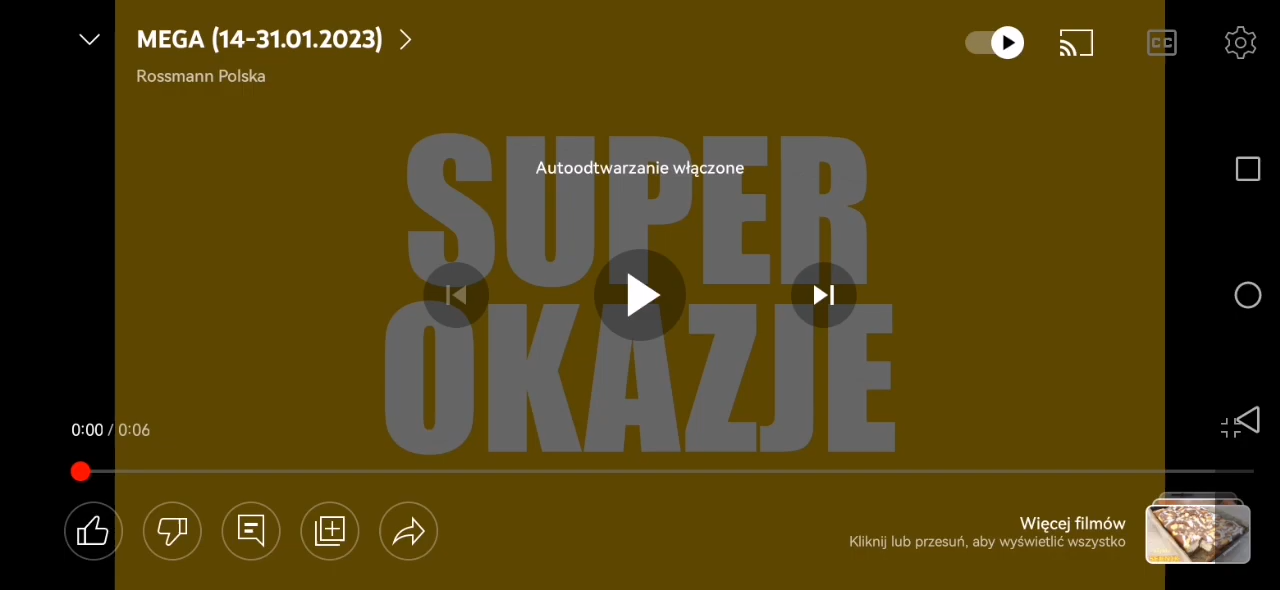 MEGA (14-31.01.2023)
Rossmann Polska
CC
Autoodtwarzanie włączone
SUPER
OKAZJE
0:00 / 0:06
Więcej filmów
Kliknij lub przesuń, aby wyświetlić wszystko